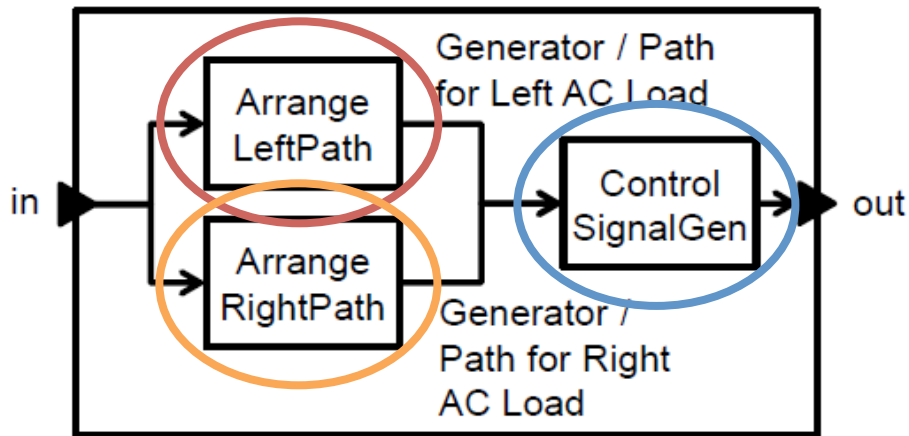 Generator / Path
for Left AC Load
Arrange
LeftPath
in
Control
SignalGen
out
Arrange
RightPath
Generator /
Path for Right
AC Load